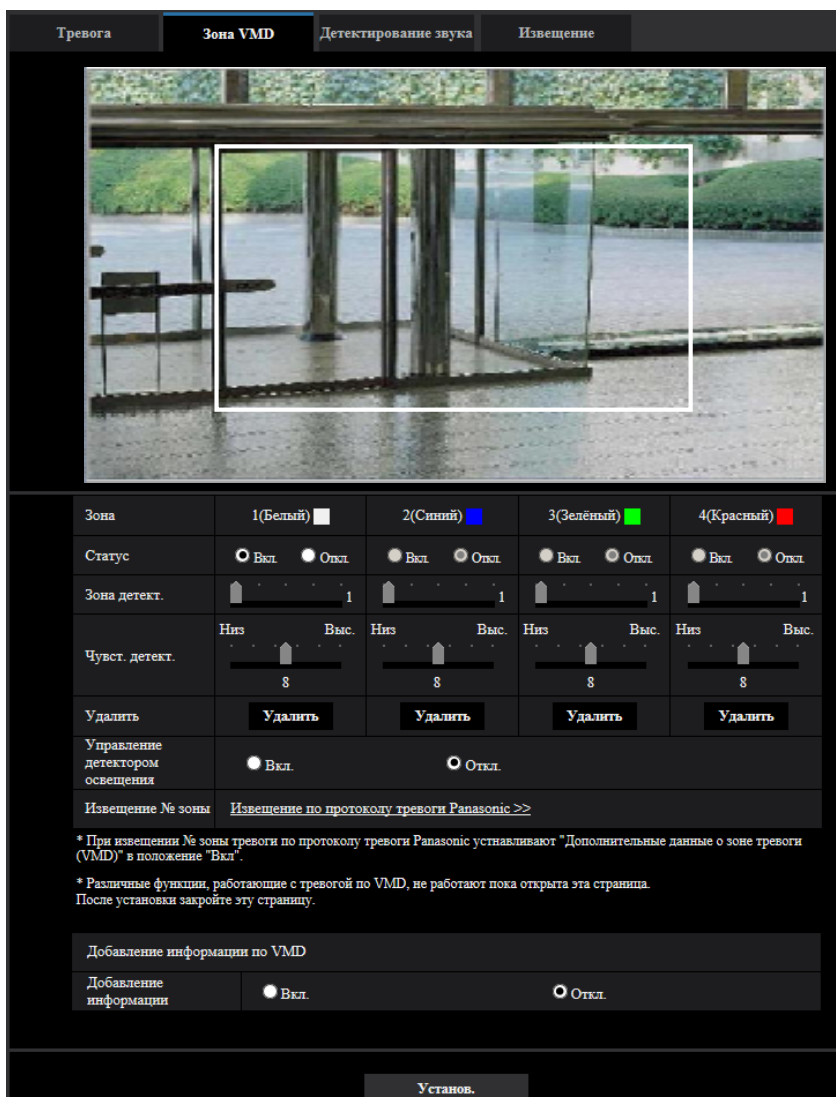 Тревога
Зона VMD
Детектирование звука
Извещение
Зона
1(Белый)
2(Синий)
3(Зелёный)
4(Красный)
Статус
Вкл. Откл.
Вкл. Откл.
Вкл. Откл.
Вкл. Откл.
Зона детект.
1
1
1
1
Чувст. детект.
Низ Выс.
Низ Выс.
Низ Выс.
Низ Выс.
8
8
8
8
Удалить
Удалить
Удалить
Удалить
Удалить
Управление
детектором
освещения
Вкл.
Откл.
Извещение № зоны
Извещение по протоколу тревоги Panasonic >>
* При извещении № зоны тревоги по протоколу тревоги Panasonic устнавливают "Дополнительные данные о зоне тревоги
(VMD)" в положение "Вкл".
* Различные функции, работающие с тревогой по VMD, не работают пока открыта эта страница.
После установки закройте эту страницу.
Добавление информации по VMD
Добавление
информации
Вкл.
Откл.
Установ.